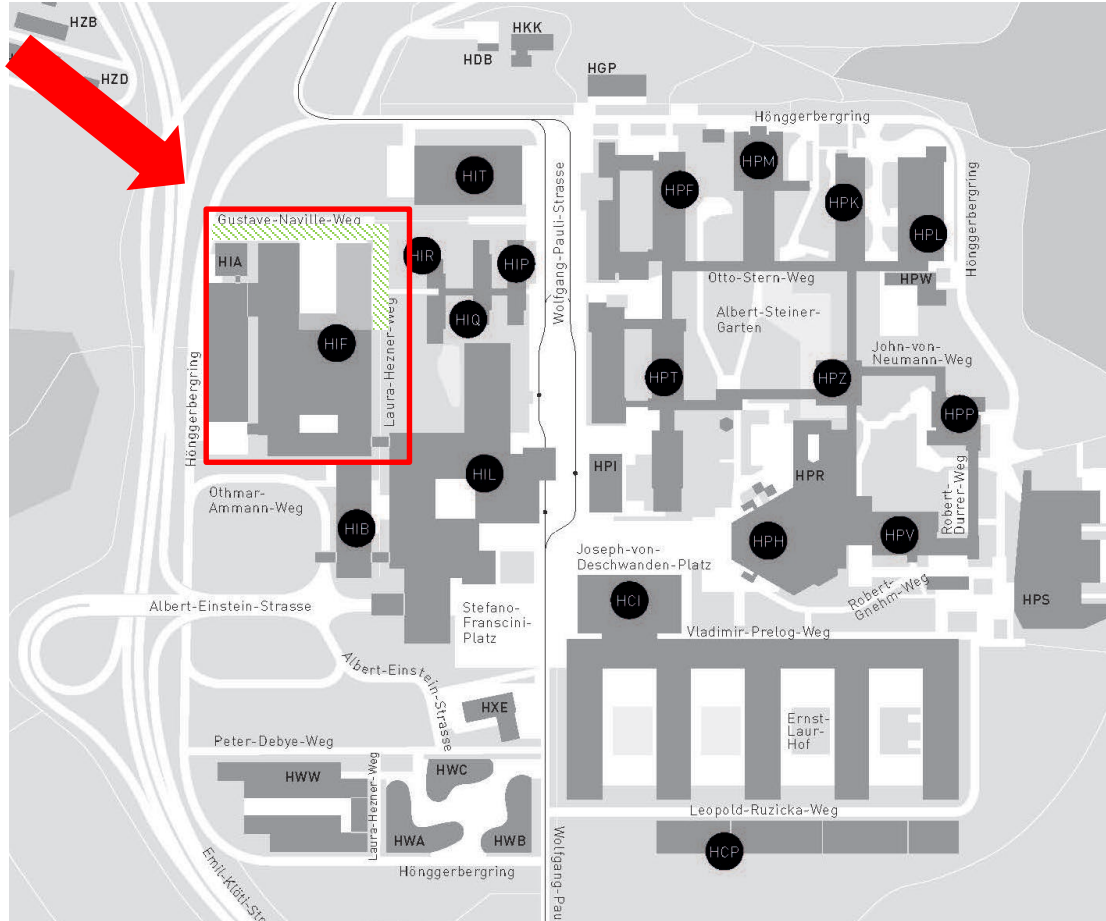 HZB
HZD
HKK
HDB
HGP
Hönggerbergring
HPM
HIT
HPF
HPK
HPL
Hönggerbergring
Wolfgang-Pauli-Strasse
Gustave-Naville-Weg
HIA
HIR
HIP
Otto-Stern-Weg
HPW
HIQ
Albert-Steiner-
Garten
HIF
Laura-Hezner-Weg
John-von-
Neumann-Weg
Hönggerbergring
HPT
HPZ
HPP
HIL
HPI
HPR
Othmar-
Ammann-Weg
Robert-
Durrer-Weg
HIB
HPH
HPV
Joseph-von-
Deschwanden-Platz
HCI
Robert-
Gnehm-Weg
HPS
Albert-Einstein-Strasse
Stefano-
Franscini-
Platz
Vladimir-Prelog-Weg
Albert-Einstein-Strasse
HXE
Ernst-
Laur-
Hof
Peter-Debye-Weg
HWW
HWC
Laura-Hezner-Weg
HWA
HWB
Leopold-Ruzicka-Weg
HCP
Hönggerbergring
Emil-Klöti-Str
Wolfgang-Pau